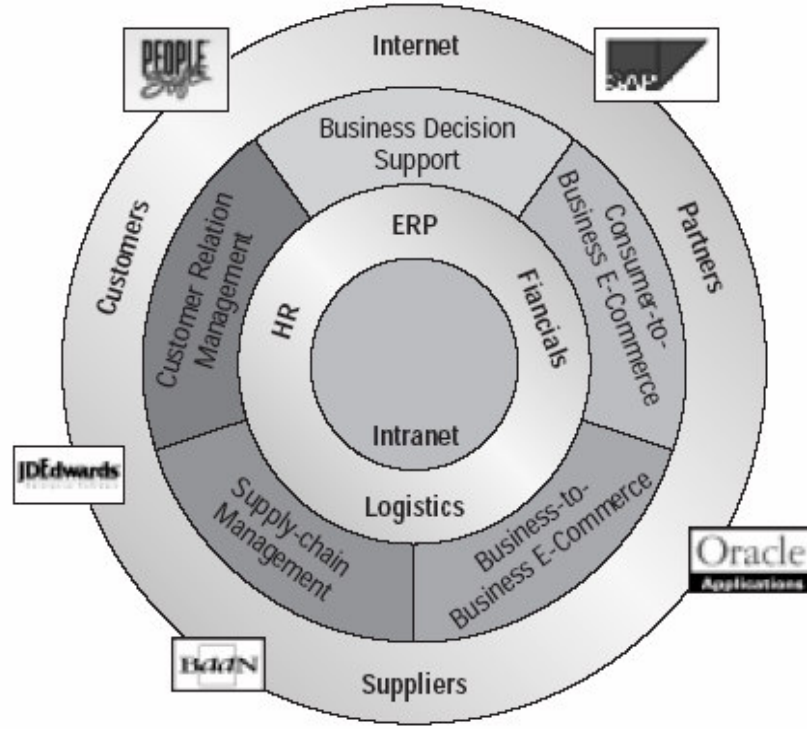 PEOPLE
Soft
Internet
SAP
Business Decision
Support
Customers
Customer Relation
Management
ERP
HR
Fiancials
Consumer-to-
Business E-Commerce
Partners
Intranet
JDEdwards
Logistics
Supply-chain
Management
Business-to-
Business E-Commerce
Oracle
Applications
BaaN
Suppliers